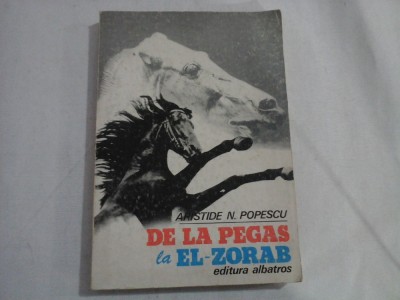 ARISTIDE N. POPESCU
DE LA PEGAS
la EL-ZORAB
editura albatros